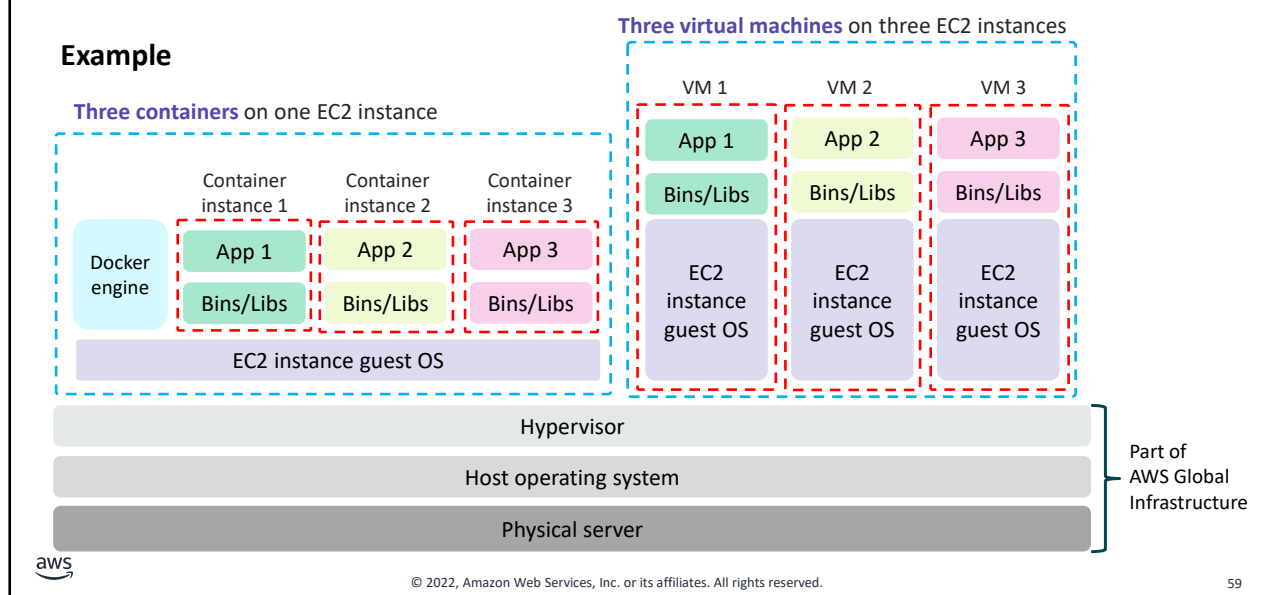 Three virtual machines on three EC2 instances
Example
Three containers on one EC2 instance
Container
instance 1
Container
instance 2
Container
instance 3
Docker
engine
App 1
App 2
App 3
Bins/Libs
Bins/Libs
Bins/Libs
EC2 instance guest OS
VM 1
VM 2
VM 3
App 1
App 2
App 3
Bins/Libs
Bins/Libs
Bins/Libs
EC2
instance
guest OS
EC2
instance
guest OS
EC2
instance
guest OS
Hypervisor
Host operating system
Physical server
Part of
AWS Global
Infrastructure
aws
© 2022, Amazon Web Services, Inc. or its affiliates. All rights reserved.
59